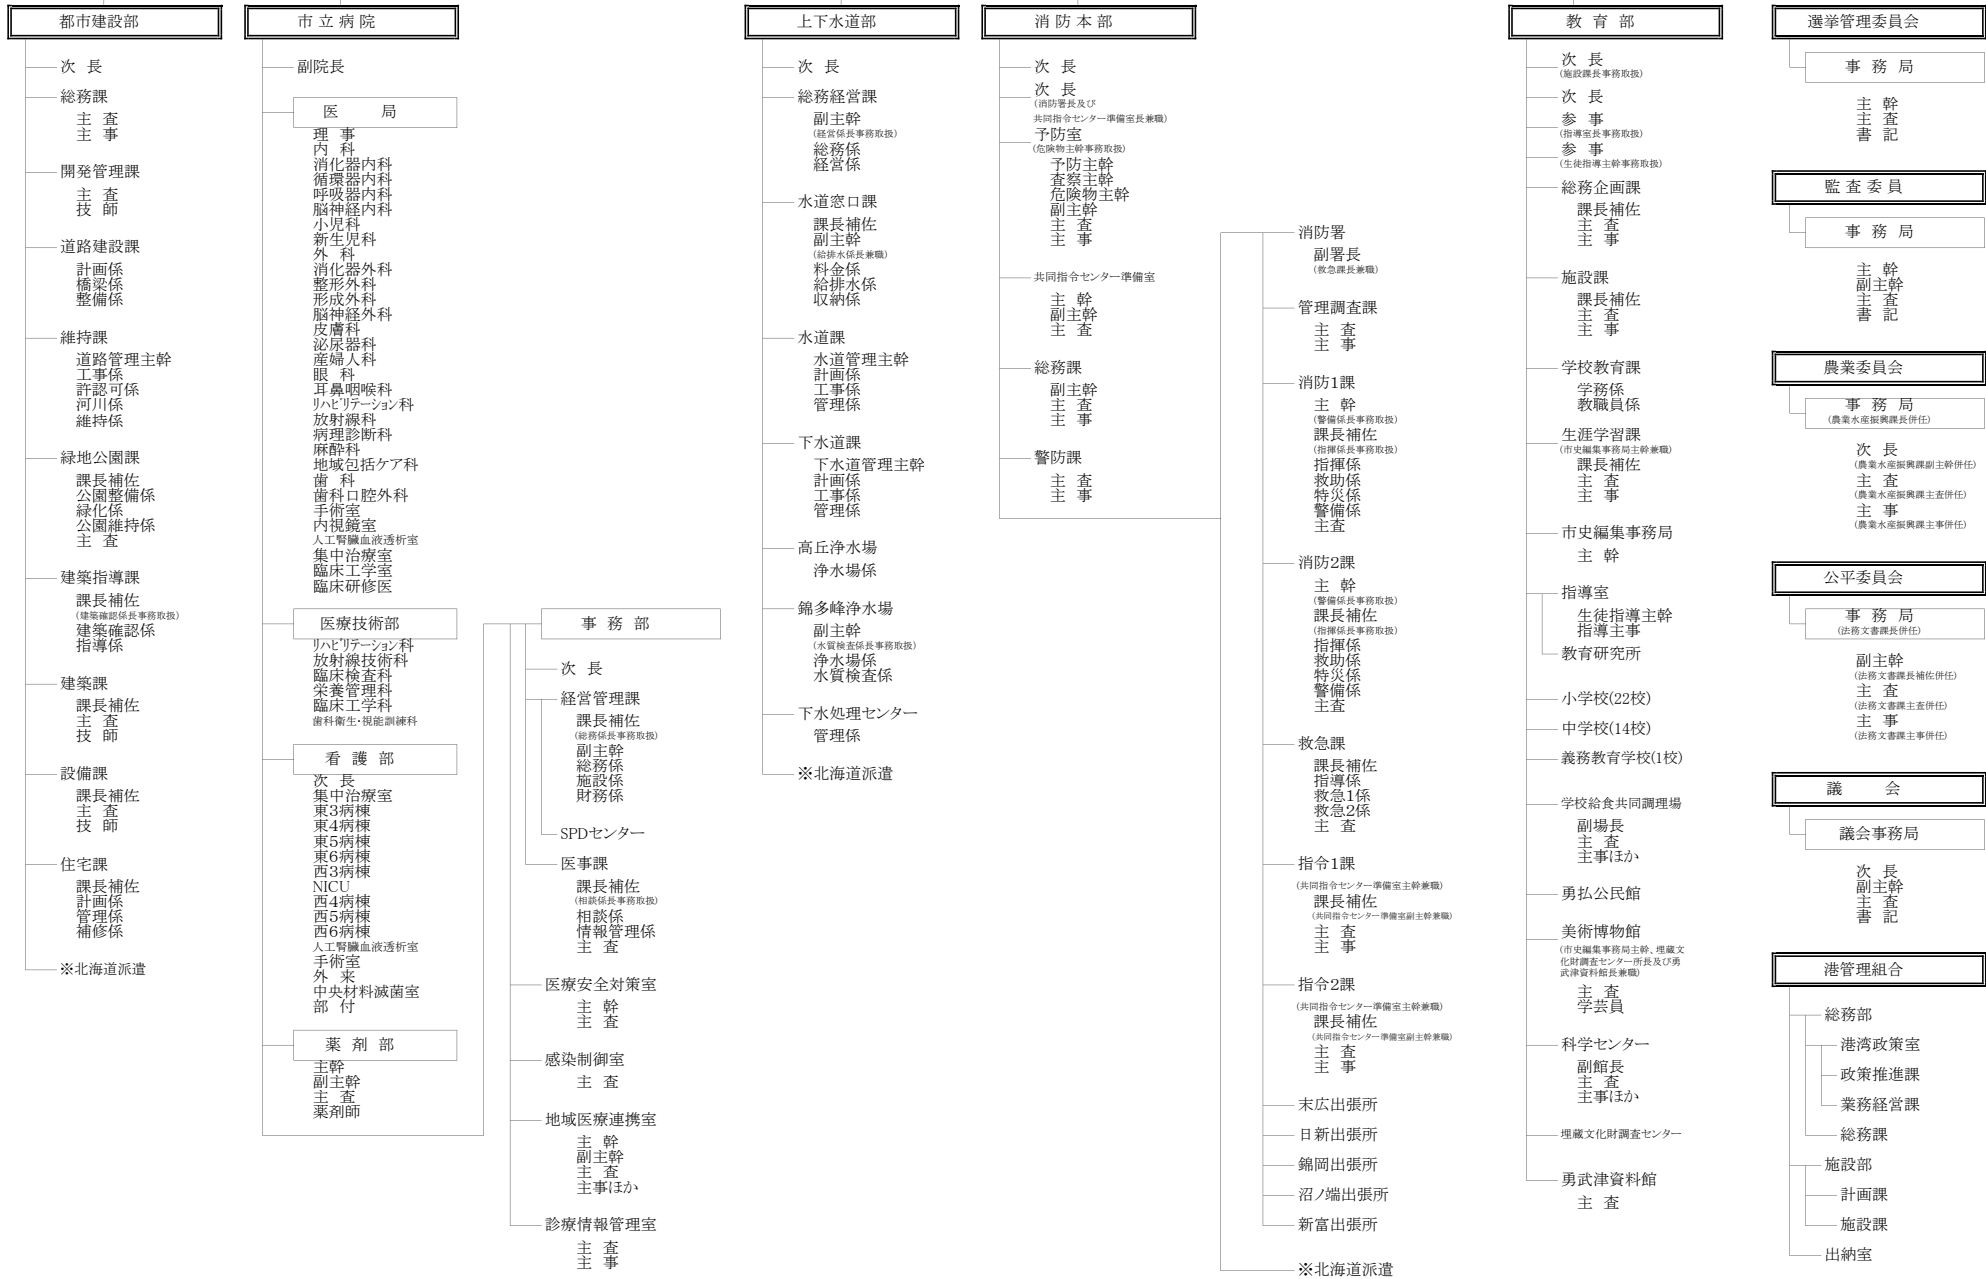 都市建設部
次 長
総務課
主 査
主 事
開発管理課
主 査
技 師
道路建設課
計画係
橋梁係
整備係
維持課
道路管理主幹
工事係
許認可係
河川係
維持係
緑地公園課
課長補佐
公園整備係
緑化係
公園維持係
主 査
建築指導課
課長補佐
(建築確認係長事務取扱)
建築確認係
指導係
建築課
課長補佐
主 査
技 師
設備課
課長補佐
主 査
技 師
住宅課
課長補佐
計画係
管理係
補修係
※北海道派遣
市 立 病 院
副院長
医 局
理 事
内 科
消化器内科
循環器内科
呼吸器内科
脳神経内科
小児科
新生児科
外 科
消化器外科
整形外科
形成外科
脳神経外科
皮膚科
泌尿器科
産婦人科
眼 科
耳鼻咽喉科
リハビリテーション科
放射線科
病理診断科
麻酔科
地域包括ケア科
歯 科
歯科口腔外科
手術室
内視鏡室
人工腎臓血液透析室
集中治療室
臨床工学室
臨床研修医
医療技術部
リハビリテーション科
放射線技術科
臨床検査科
栄養管理科
臨床工学科
歯科衛生・視能訓練科
看 護 部
次 長
集中治療室
東3病棟
東4病棟
東5病棟
東6病棟
西3病棟
NICU
西4病棟
西5病棟
西6病棟
人工腎臓血液透析室
手術室
外 来
中央材料滅菌室
部 付
薬 剤 部
主幹
副主幹
主 査
薬剤師
事 務 部
次 長
経営管理課
課長補佐
(総務係長事務取扱)
副主幹
総務係
施設係
財務係
SPDセンター
医事課
課長補佐
(相談係長事務取扱)
相談係
情報管理係
主 査
医療安全対策室
主 幹
主 査
感染制御室
主 査
地域医療連携室
主 幹
副主幹
主 査
主事ほか
診療情報管理室
主 査
主 事
上下水道部
次 長
総務経営課
副主幹
(経営係長事務取扱)
総務係
経営係
水道窓口課
課長補佐
副主幹
(給排水係長兼職)
料金係
給排水係
収納係
水道課
水道管理主幹
計画係
工事係
管理係
下水道課
下水道管理主幹
計画係
工事係
管理係
高丘浄水場
浄水場係
錦多峰浄水場
副主幹
(水質検査係長事務取扱)
浄水場係
水質検査係
下水処理センター
管理係
※北海道派遣
消 防 本 部
次 長
次 長
(消防署長及び
共同指令センター準備室長兼職)
予防室
(危険物主幹事務取扱)
予防主幹
査察主幹
危険物主幹
副主幹
主 査
主 事
共同指令センター準備室
主 幹
副主幹
主 査
総務課
副主幹
主 査
主 事
警防課
主 査
主 事
消防署
副署長
(救急課長兼職)
管理調査課
主 査
主 事
消防1課
主 幹
(警備係長事務取扱)
課長補佐
(指揮係長事務取扱)
指揮係
救助係
特災係
警備係
主査
消防2課
主 幹
(警備係長事務取扱)
課長補佐
(指揮係長事務取扱)
指揮係
救助係
特災係
警備係
主査
救急課
課長補佐
指導係
救急1係
救急2係
主 査
指令1課
(共同指令センター準備室主幹兼職)
課長補佐
(共同指令センター準備室副主幹兼職)
主 査
主 事
指令2課
(共同指令センター準備室主幹兼職)
課長補佐
(共同指令センター準備室副主幹兼職)
主 査
主 事
末広出張所
日新出張所
錦岡出張所
沼ノ端出張所
新富出張所
※北海道派遣
教 育 部
次 長
(施設課長事務取扱)
次 長
参 事
(指導室長事務取扱)
参 事
(生徒指導主幹事務取扱)
総務企画課
課長補佐
主 査
主 事
施設課
課長補佐
主 査
主 事
学校教育課
学務係
教職員係
生涯学習課
(市史編集事務局主幹兼職)
課長補佐
主 査
主 事
市史編集事務局
主 幹
指導室
生徒指導主幹
指導主事
教育研究所
小学校(22校)
中学校(14校)
義務教育学校(1校)
学校給食共同調理場
副場長
主 査
主事ほか
勇払公民館
美術博物館
(市史編集事務局主幹、埋蔵文
化財調査センター所長及び勇
武津資料館長兼職)
主 査
学芸員
科学センター
副館長
主 査
主事ほか
埋蔵文化財調査センター
勇武津資料館
主 査
選挙管理委員会
事 務 局
主 幹
主 査
書 記
監 査 委 員
事 務 局
主 幹
副主幹
主 査
書 記
農業委員会
事 務 局
(農業水産振興課長併任)
次 長
(農業水産振興課副主幹併任)
主 査
(農業水産振興課主査併任)
主 事
(農業水産振興課主事併任)
公平委員会
事 務 局
(法務文書課長併任)
副主幹
(法務文書課長補佐併任)
主 査
(法務文書課主査併任)
主 事
(法務文書課主事併任)
議 会
議会事務局
次 長
副主幹
主 査
書 記
港管理組合
総務部
港湾政策室
政策推進課
業務経営課
総務課
施設部
計画課
施設課
出納室